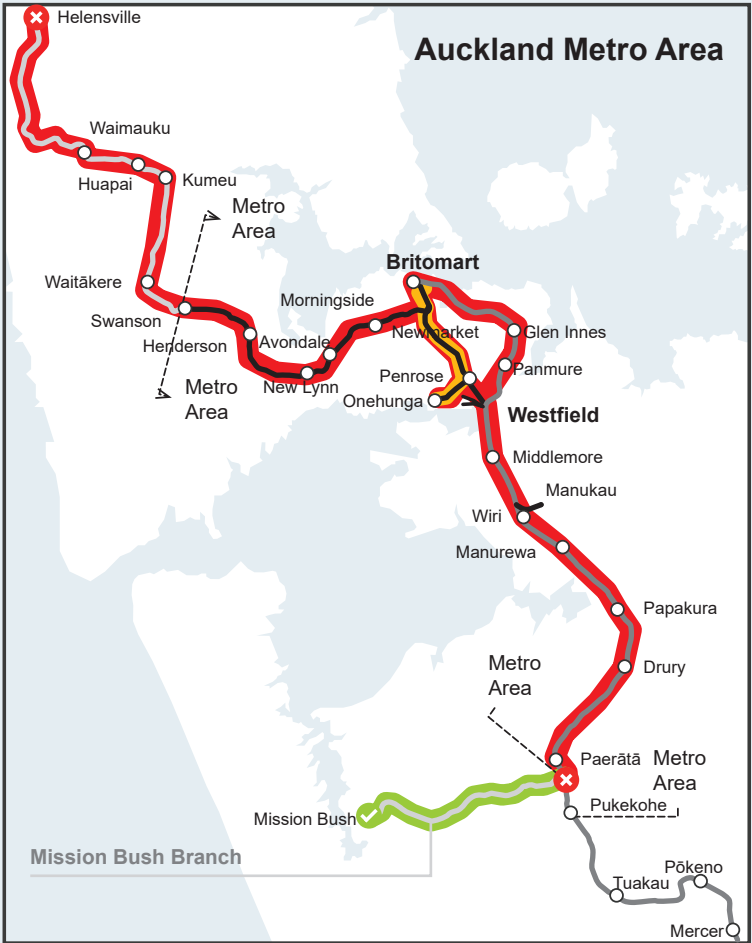 Helensville
Auckland Metro Area
Waimauku
Huapai
Kumeu
Metro
Area
Waitākere
Britomart
Swanson
Morningside
Henderson
Avondale
Newmarket
Glen Innes
Panmure
Penrose
New Lynn
Metro
Area
Onehunga
Westfield
Middlemore
Manukau
Wiri
Manurewa
Papakura
Metro
Area
Drury
Paerātā
Metro
Area
Pukekohe
Mission Bush
Mission Bush Branch
Pōkeno
Tuakau
Mercer